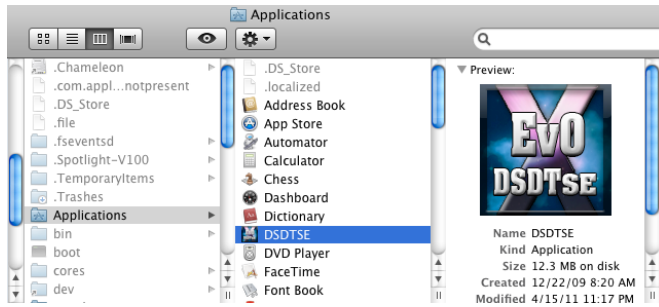 Applications
.Chameleon
.com.appl...notpresent
.DS_Store
.file
.fseventsd
.Spotlight-V100
.TemporaryItems
.Trashes
Applications
bin
boot
cores
dev
.DS_Store
.localized
Address Book
App Store
Automator
Calculator
Chess
Dashboard
Dictionary
DSDTSE
DVD Player
FaceTime
Font Book
Preview:
EvO
DSDTSE
Name DSDTSE
Kind Application
Size 12.3 MB on disk
Created 12/22/09 8:20 AM
Modified 4/15/11 11:17 PM